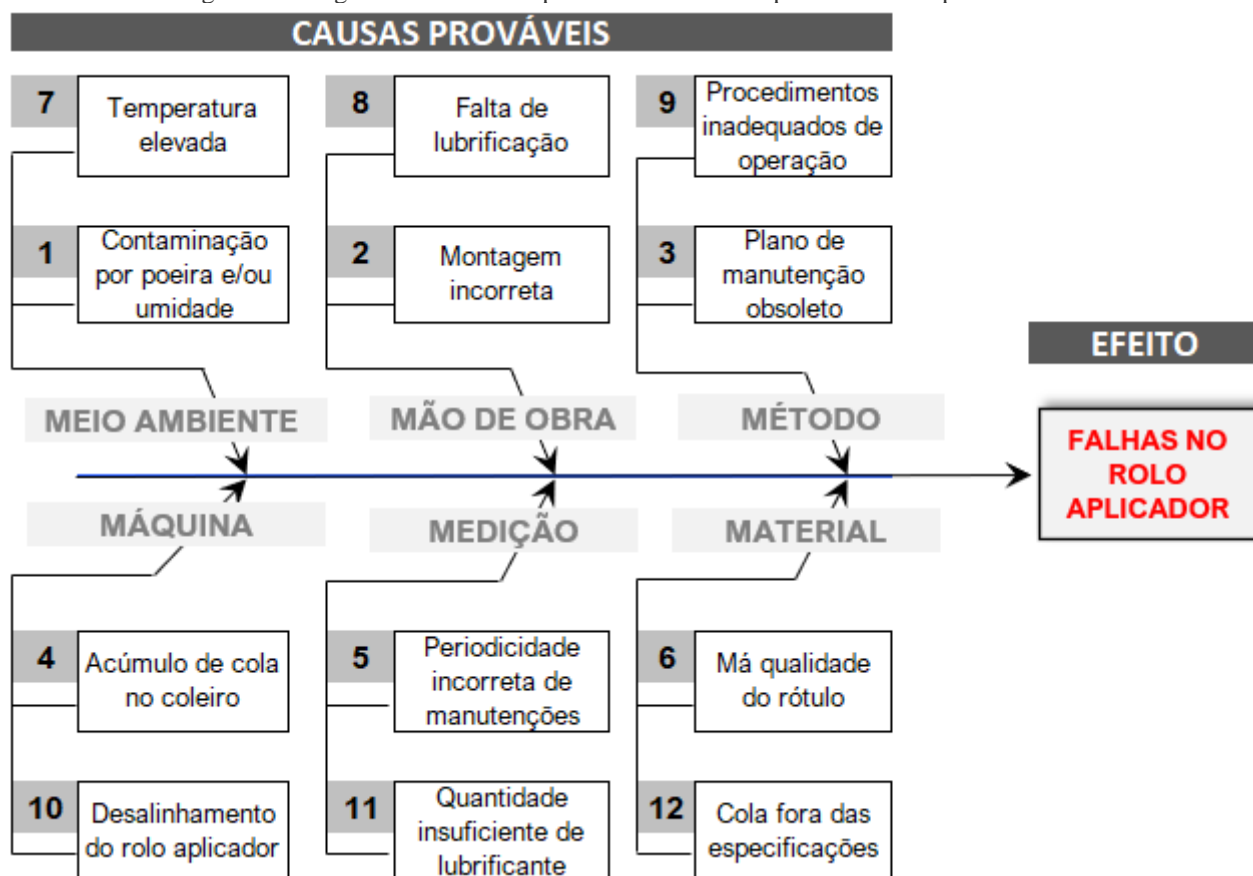 CAUSAS PROVÁVEIS
7
Temperatura
elevada
8
Falta de
lubrificação
9
Procedimentos
inadequados de
operação
1
Contaminação
por poeira e/ou
umidade
2
Montagem
incorreta
3
Plano de
manutenção
obsoleto
EFEITO
MEIO AMBIENTE
MÃO DE OBRA
MÉTODO
FALHAS NO
ROLO
APLICADOR
MÁQUINA
MEDIÇÃO
MATERIAL
4
Acúmulo de cola
no coleiro
5
Periodicidade
incorreta de
manutenções
6
Má qualidade
do rótulo
10
Desalinhamento
do rolo aplicador
11
Quantidade
insuficiente de
lubrificante
12
Cola fora das
especificações